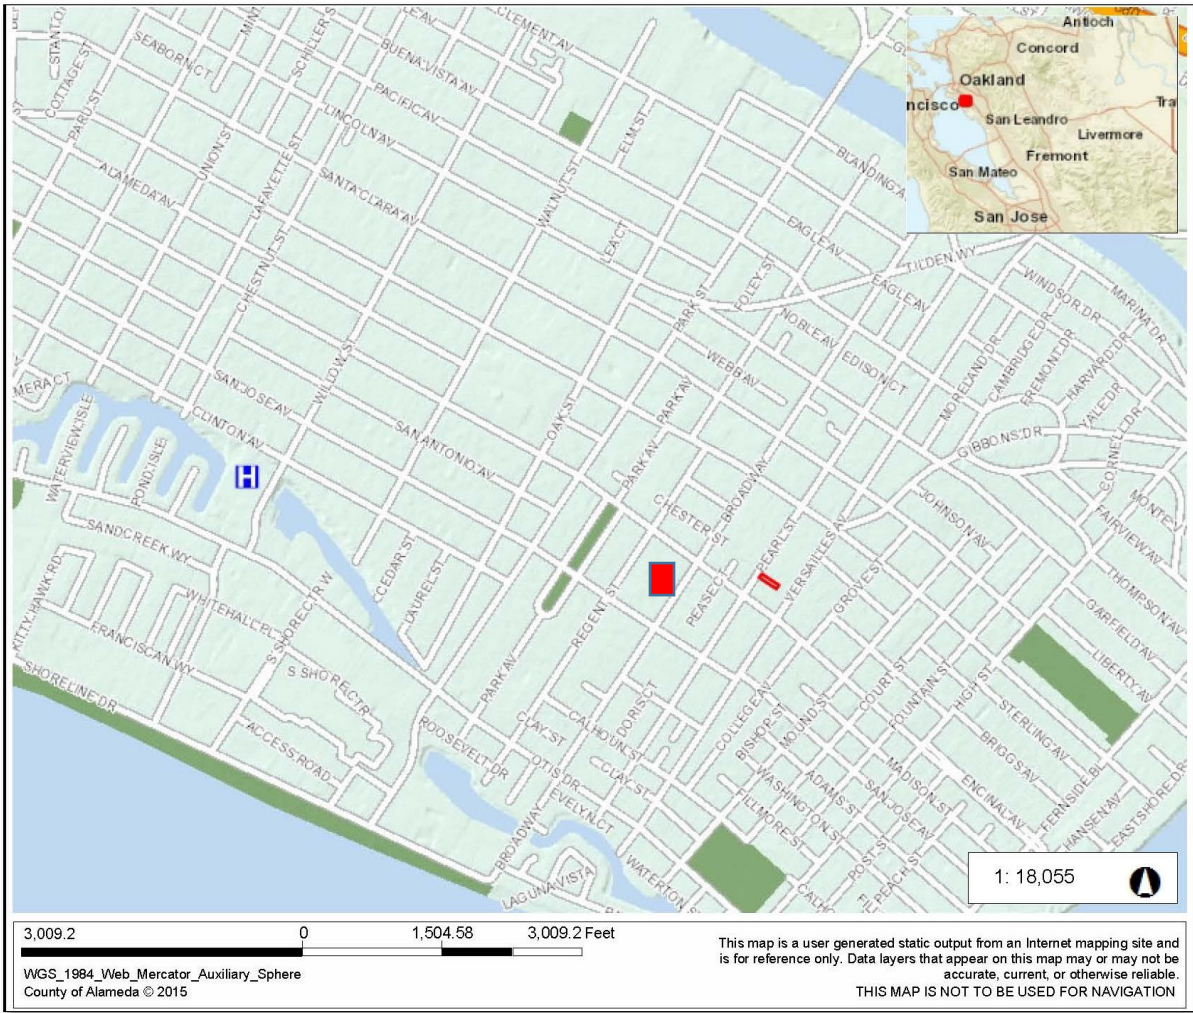 CLEMENT AV
SEABORN CT
BUENA VISTA AV
SCHILLER S
STANTO
COTTAGE ST
PARU ST
PACIFIC AV
LINCOLN AV
UNION S
LAFAYETTE ST
ALAMEDA AV
SANTA CLARA AV
CHESTNUT ST
WALNUT ST
ELM ST
LEA CT
BLANDING A
EAGLE AV
TILDEN WY
EAGLE AV
FOLEY ST
PARK ST
NOBLE AV
EDISON CT
WEBB AV
WINDSOR DR
MARINA DR
MORELAND DR
CAMBRIDGE DR
FREMONT DR
HARVARD DR
YALE DR
CORNELL DR
GIBBONS DR
Antioch
Concord
Oakland
ncisco
San Leandro
Tra
Livermore
Fremont
San Mateo
San Jose
MERA CT
SAN JOSE AV
CLINTON AV
WILLOW ST
SAN ANTONIO AV
OAK ST
PARK AV
PARK AV
WATERVIEW ISLE
POND ISLE
H
CHESTER ST
BROADWAY
PEARL ST
VERSAILLES AV
JOHNSON AV
MONTE
FAIRVIEW AV
THOMPSON AV
GARFIELD AV
LIBERTY AV
SANDCREEK WY
KITTY HAWK RD
WHITEHALL PL
FRANCISCAN WY
S SHORE CTR W
S SHORE CTR
SHORELINE DR
ACCESS ROAD
CEDAR ST
LAUREL ST
REGENT ST
PEASE CT
GROVE S
PARK AV
CLAY ST
CALHOUN ST
DORIS CT
COLLEGE AV
BISHOP ST
MOUND ST
COURT ST
FOUNTAIN ST
HIGH ST
STERLING AV
BRIGGS AV
ROOSEVELT DR
OTIS DR
CLAY ST
EVELYN CT
WASHINGTON ST
FILLMORE ST
ADAMS ST
SAN JOSE AV
MADISON ST
ENCINAL AV
FERNSIDE BL
HANSEN AV
EASTSHORE DR
BROADWAY
LAGUNA VISTA
WATERTON S
POST ST
PEACH ST
CALHO
1: 18,055
3,009.2
0
1,504.58
3,009.2 Feet
WGS_1984_Web_Mercator_Auxiliary_Sphere
County of Alameda © 2015
This map is a user generated static output from an Internet mapping site and
is for reference only. Data layers that appear on this map may or may not be
accurate, current, or otherwise reliable.
THIS MAP IS NOT TO BE USED FOR NAVIGATION